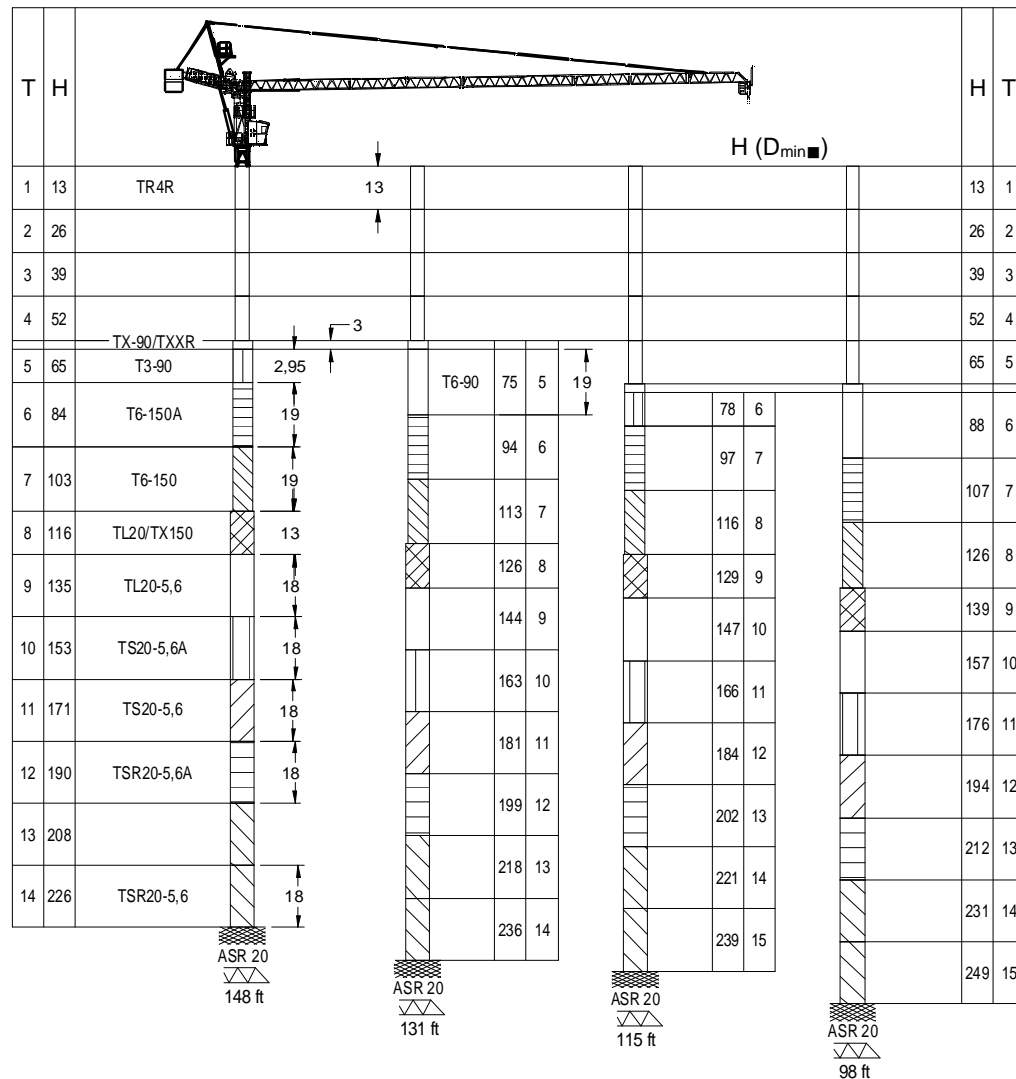 T H H T
H (Dmin■)
1 13 TR4R 13 13 1
2 26 26 2
3 39 39 3
4 52 52 4
TX-90/TXXR 3
5 65 T3-90 2,95 T6-90 75 5 19 65 5
6 84 T6-150A 19 94 6 78 6 88 6
7 103 T6-150 19 113 7 97 7 107 7
8 116 TL20/TX150 13 126 8 116 8 126 8
9 135 TL20-5,6 18 144 9 129 9 139 9
10 153 TS20-5,6A 18 163 10 147 10 157 10
11 171 TS20-5,6 18 181 11 166 11 176 11
12 190 TSR20-5,6A 18 199 12 184 12 194 12
13 208 218 13 202 13 212 13
14 226 TSR20-5,6 18 236 14 221 14 231 14
239 15 249 15
ASR 20
148 ft
ASR 20
131 ft
ASR 20
115 ft
ASR 20
98 ft